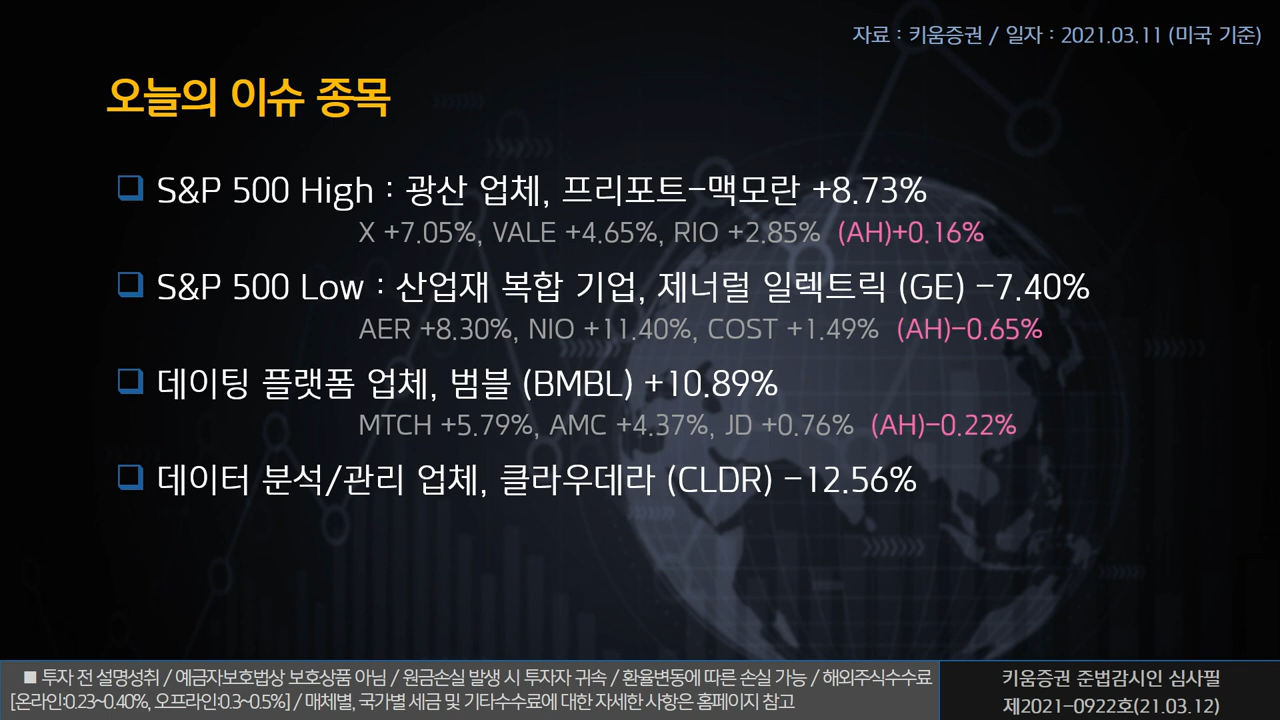 자료 : 키움증권 / 일자 : 2021.03.11 (미국 기준)
오늘의 이슈 종목
❑ S&P 500 High : 광산 업체, 프리포트-맥모란 +8.73%
X +7.05%, VALE +4.65%, RIO +2.85% (AH)+0.16%
❑ S&P 500 Low : 산업재 복합 기업, 제너럴 일렉트릭 (GE) -7.40%
AER +8.30%, NIO +11.40%, COST +1.49% (AH)-0.65%
❑ 데이팅 플랫폼 업체, 범블 (BMBL) +10.89%
MTCH +5.79%, AMC +4.37%, JD +0.76% (AH)-0.22%
❑ 데이터 분석/관리 업체, 클라우데라 (CLDR) -12.56%
■ 투자 전 설명성취 / 예금자보호법상 보호상품 아님 / 원금손실 발생 시 투자자 귀속 / 환율변동에 따른 손실 가능 / 해외주식수수료
[온라인:0.23~0.40%, 오프라인:0.3~0.5%] / 매체별, 국가별 세금 및 기타수수료에 대한 자세한 사항은 홈페이지 참고
키움증권 준법감시인 심사필
제2021-0922호(21.03.12)